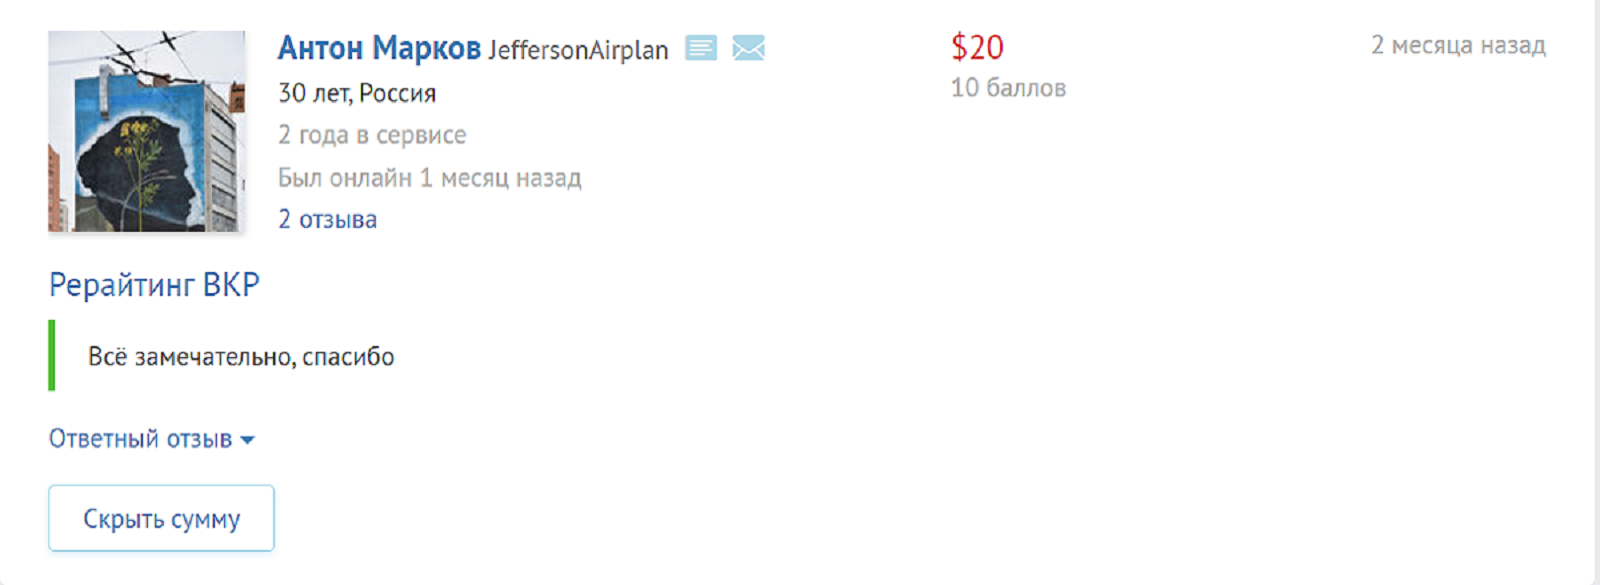 Антон Марков JeffersonAirplan
$20
2 месяца назад
30 лет, Россия
10 баллов
2 года в сервисе
Был онлайн 1 месяц назад
2 отзыва
Рерайтинг ВКР
Всё замечательно, спасибо
Ответный отзыв
Скрыть сумму